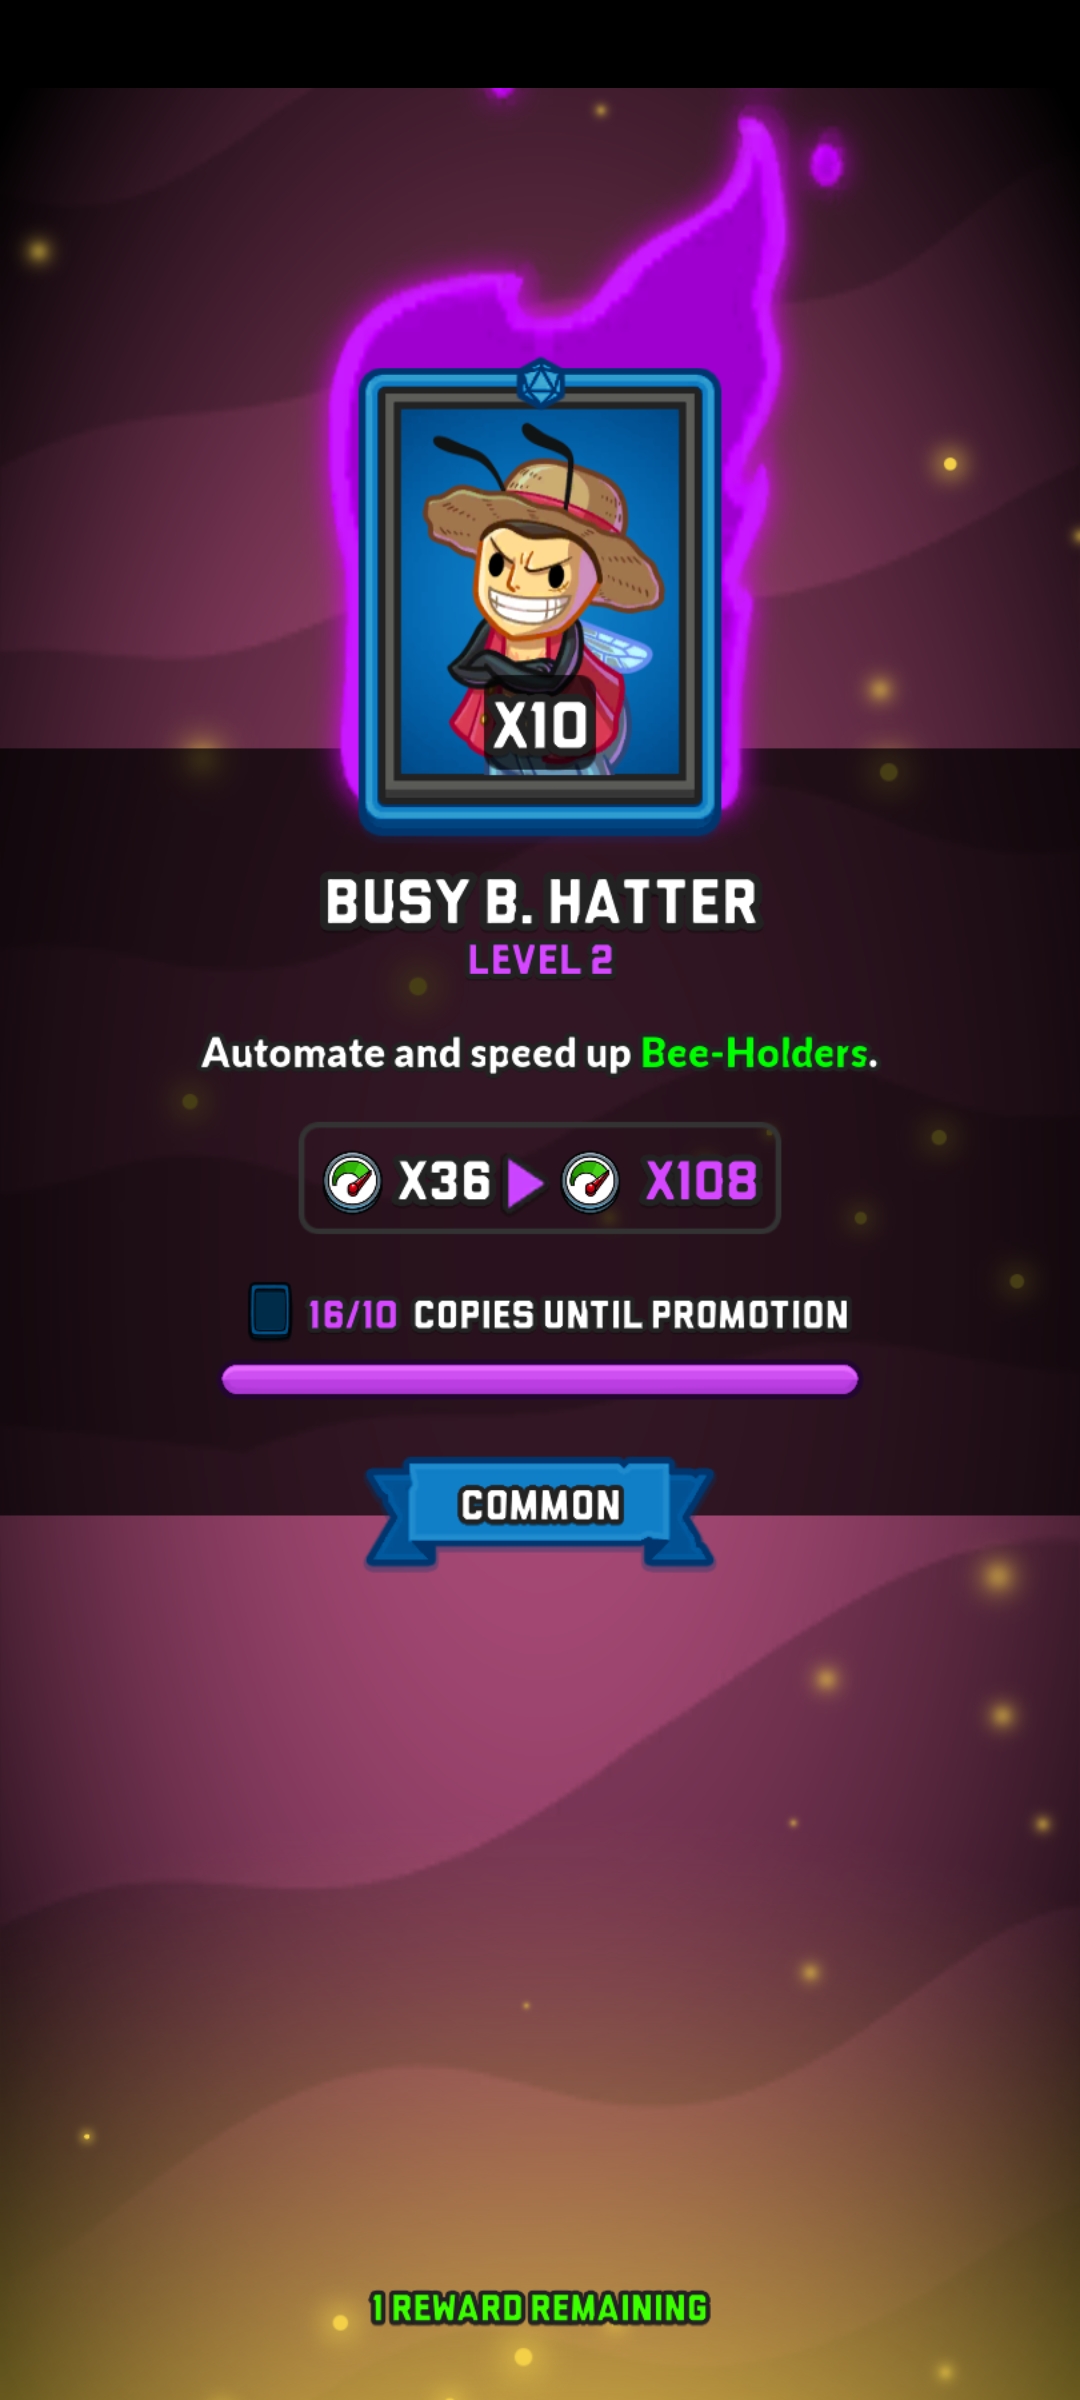 X10
BUSY B. HATTER
LEVEL 2
Automate and speed up Bee-Holders.
X36 X108
16/10 COPIES UNTIL PROMOTION
COMMON
1 REWARD REMAINING